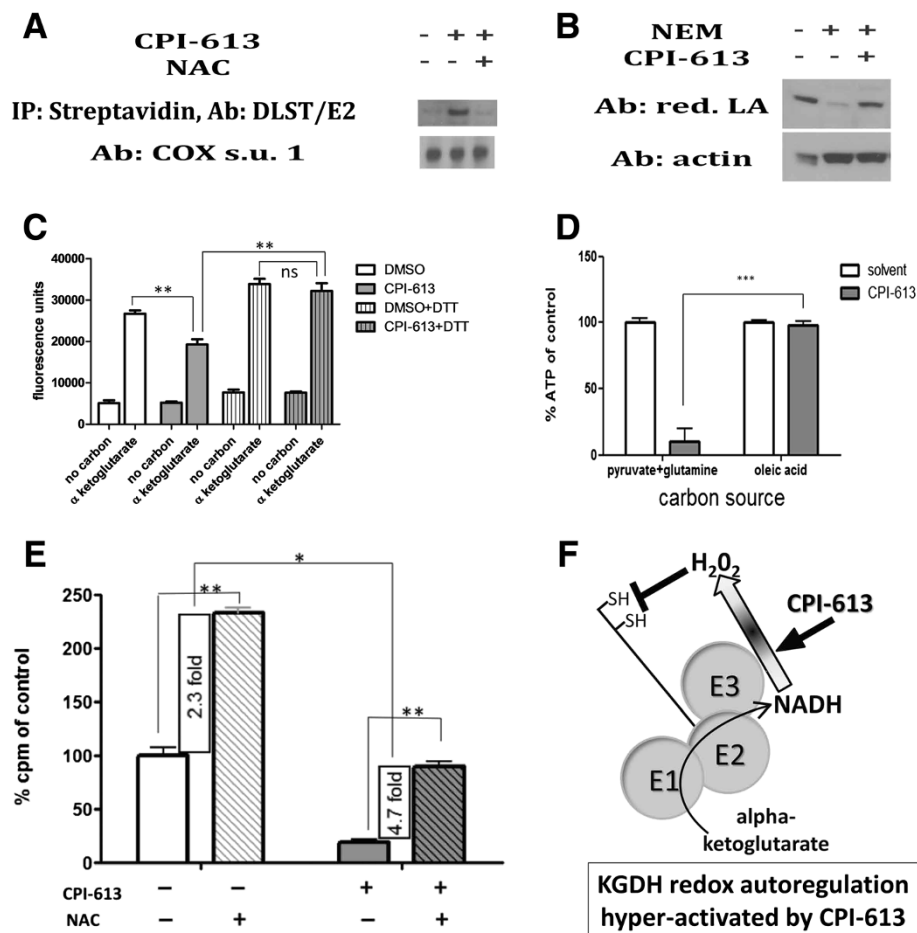 A
CPI-613 - + +
NAC - - +
IP: Streptavidin, Ab: DLST/E2
Ab: COX s.u. 1
B
NEM - + +
CPI-613 - - +
Ab: red. LA
Ab: actin
C
fluorescence units
40000
30000
20000
10000
0
**
**
ns
DMSO
CPI-613
DMSO+DTT
CPI-613+DTT
no carbon
α ketoglutarate
no carbon
α ketoglutarate
no carbon
α ketoglutarate
no carbon
α ketoglutarate
D
% ATP of control
150
100
50
0
***
solvent
CPI-613
pyruvate+glutamine
oleic acid
carbon source
E
% cpm of control
250
200
150
100
50
0
*
**
2.3 fold
**
4.7 fold
CPI-613 – – + +
NAC – + – +
F
H₂0₂
SH
SH
CPI-613
E3
NADH
E2
E1
alpha-
ketoglutarate
KGDH redox autoregulation
hyper-activated by CPI-613